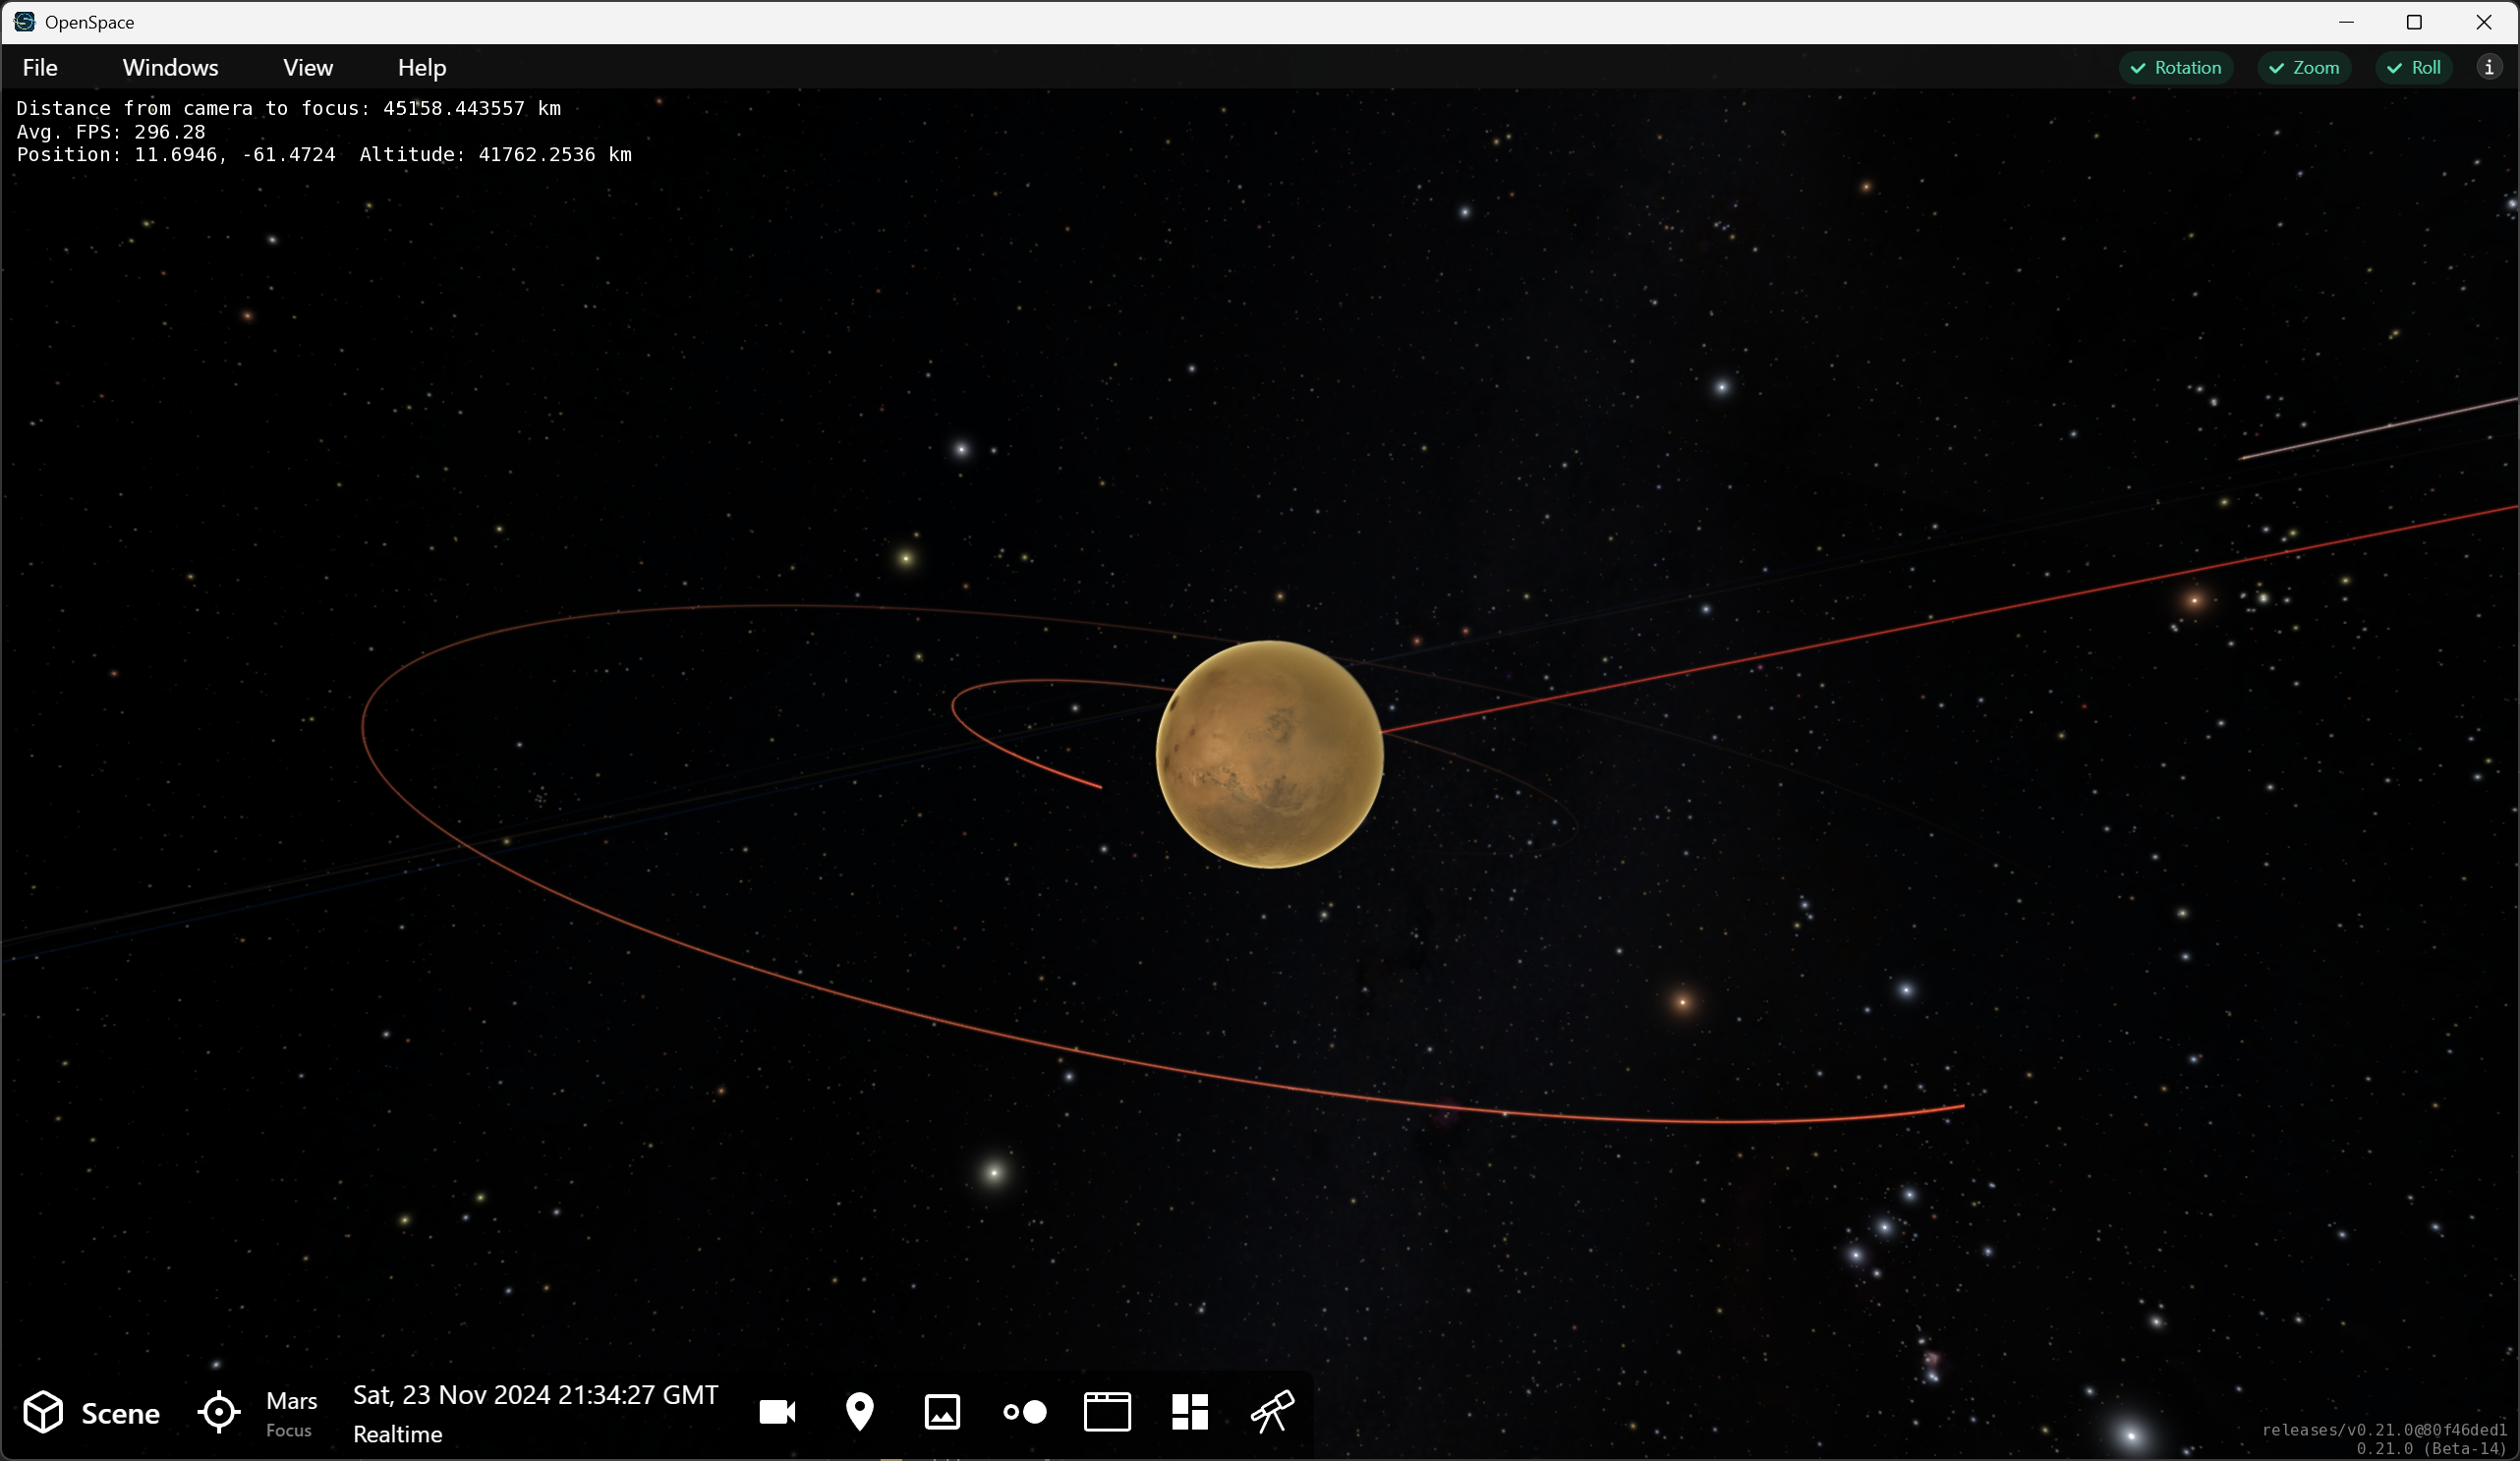 OpenSpace
File Windows View Help Rotation Zoom Roll
Distance from camera to focus: 45158.443557 km
Avg. FPS: 296.28
Position: 11.6946, -61.4724  Altitude: 41762.2536 km
Scene
Mars
Focus
Sat, 23 Nov 2024 21:34:27 GMT
Realtime
releases/v0.21.0@80f46ded1
0.21.0 (Beta-14)